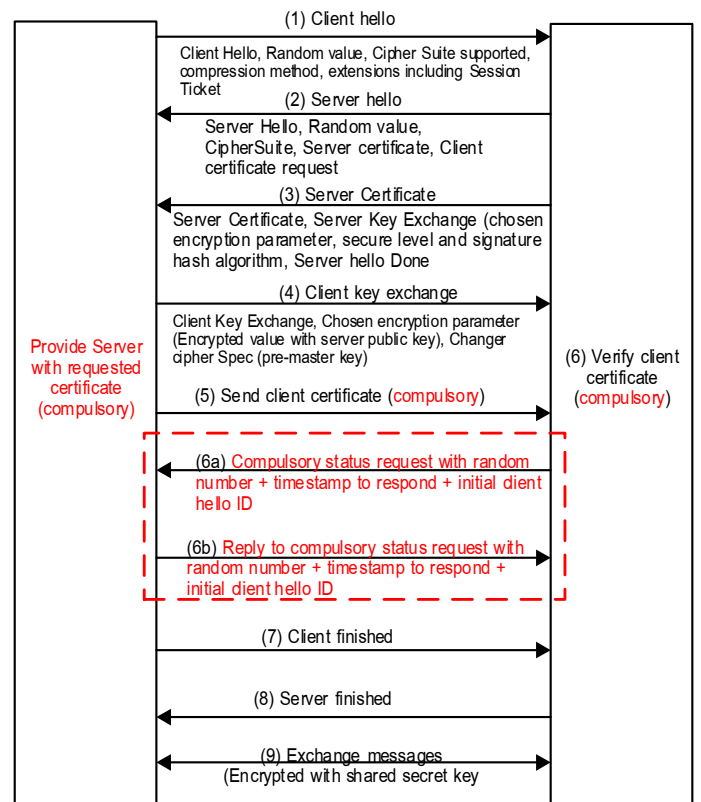 (1) Client hello
Client Hello, Random value, Cipher Suite supported,
compression method, extensions including Session
Ticket
(2) Server hello
Server Hello, Random value,
CipherSuite, Server certificate, Client
certificate request
(3) Server Certificate
Server Certificate, Server Key Exchange (chosen
encryption parameter, secure level and signature
hash algorithm, Server hello Done
(4) Client key exchange
Client Key Exchange, Chosen encryption parameter
(Encrypted value with server public key), Changer
cipher Spec (pre-master key)
Provide Server
with requested
certificate
(compulsory)
(6) Verify client
certificate
(compulsory)
(5) Send client certificate (compulsory)
(6a) Compulsory status request with random
number + timestamp to respond + initial client
hello ID
(6b) Reply to compulsory status request with
random number + timestamp to respond +
initial client hello ID
(7) Client finished
(8) Server finished
(9) Exchange messages
(Encrypted with shared secret key